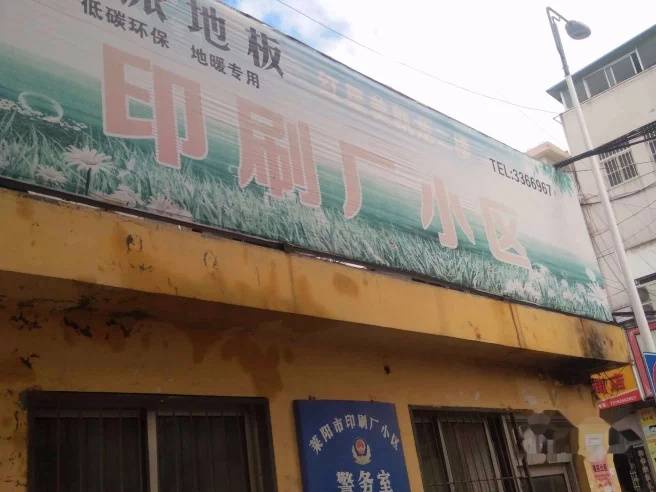 地板
低碳环保 地暖专用
印刷厂小区
TEL:3366967
莱阳市印刷厂小区
警务室